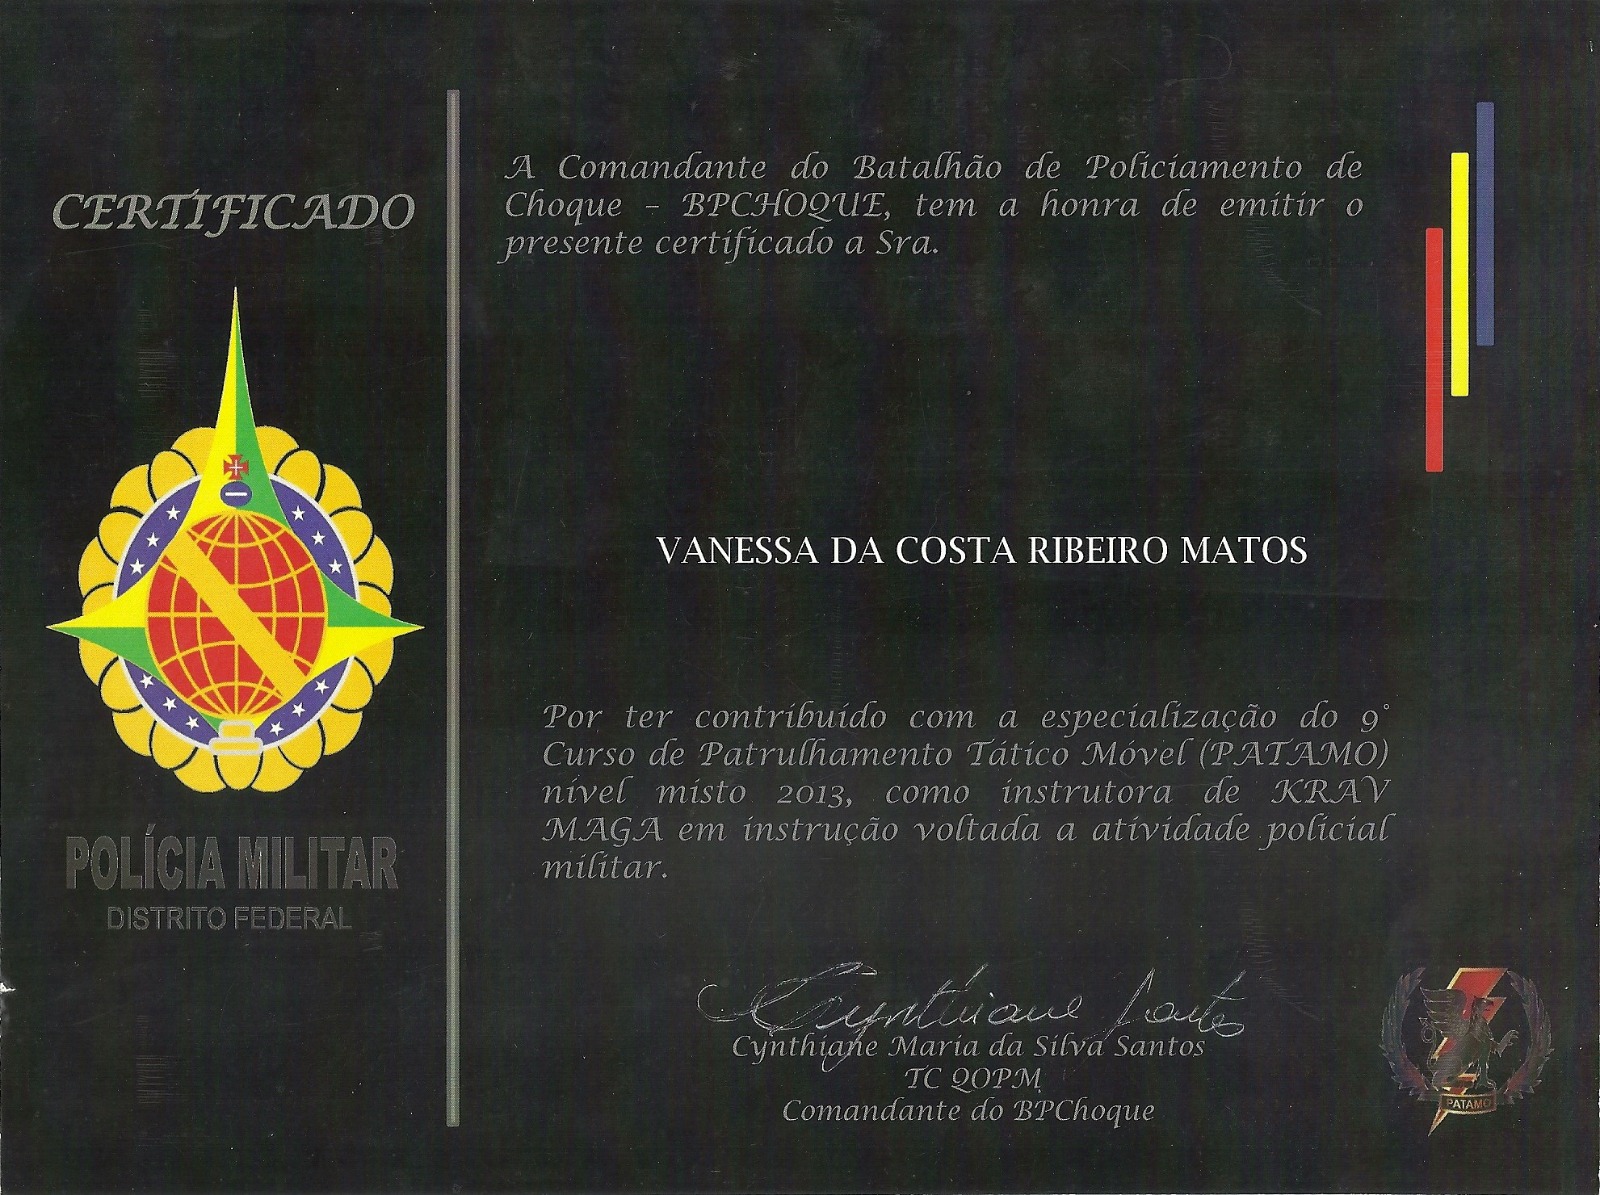 CERTIFICADO
A Comandante do Batalhão de Policiamento de
Choque – BPCHOQUE, tem a honra de emitir o
presente certificado a Sra.
VANESSA DA COSTA RIBEIRO MATOS
Por ter contribuído com a especialização do 9°
Curso de Patrulhamento Tático Móvel (PATAMO)
nível misto 2013, como instrutora de KRAV
MAGA em instrução voltada a atividade policial
militar.
POLÍCIA MILITAR
DISTRITO FEDERAL
Cynthiane Santos
Cynthiane Maria da Silva Santos
TC QOPM
Comandante do BPChoque
PATAMO